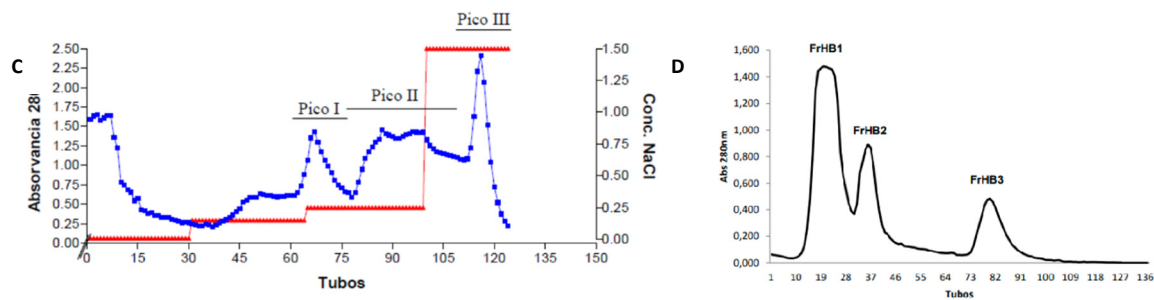 C
Pico III
Pico II
Pico I
Absorvancia 28
2.50
2.25
2.00
1.75
1.50
1.25
1.00
0.75
0.50
0.25
0.00
1.50
1.25
1.00
0.75
0.50
0.25
0.00
Conc. NaCl
0 15 30 45 60 75 90 105 120 135 150
Tubos
D
Abs 280nm
1,600
1,400
1,200
1,000
0,800
0,600
0,400
0,200
0,000
FrHB1
FrHB2
FrHB3
1 10 19 28 37 46 55 64 73 82 91 100 109 118 127 136
Tubos